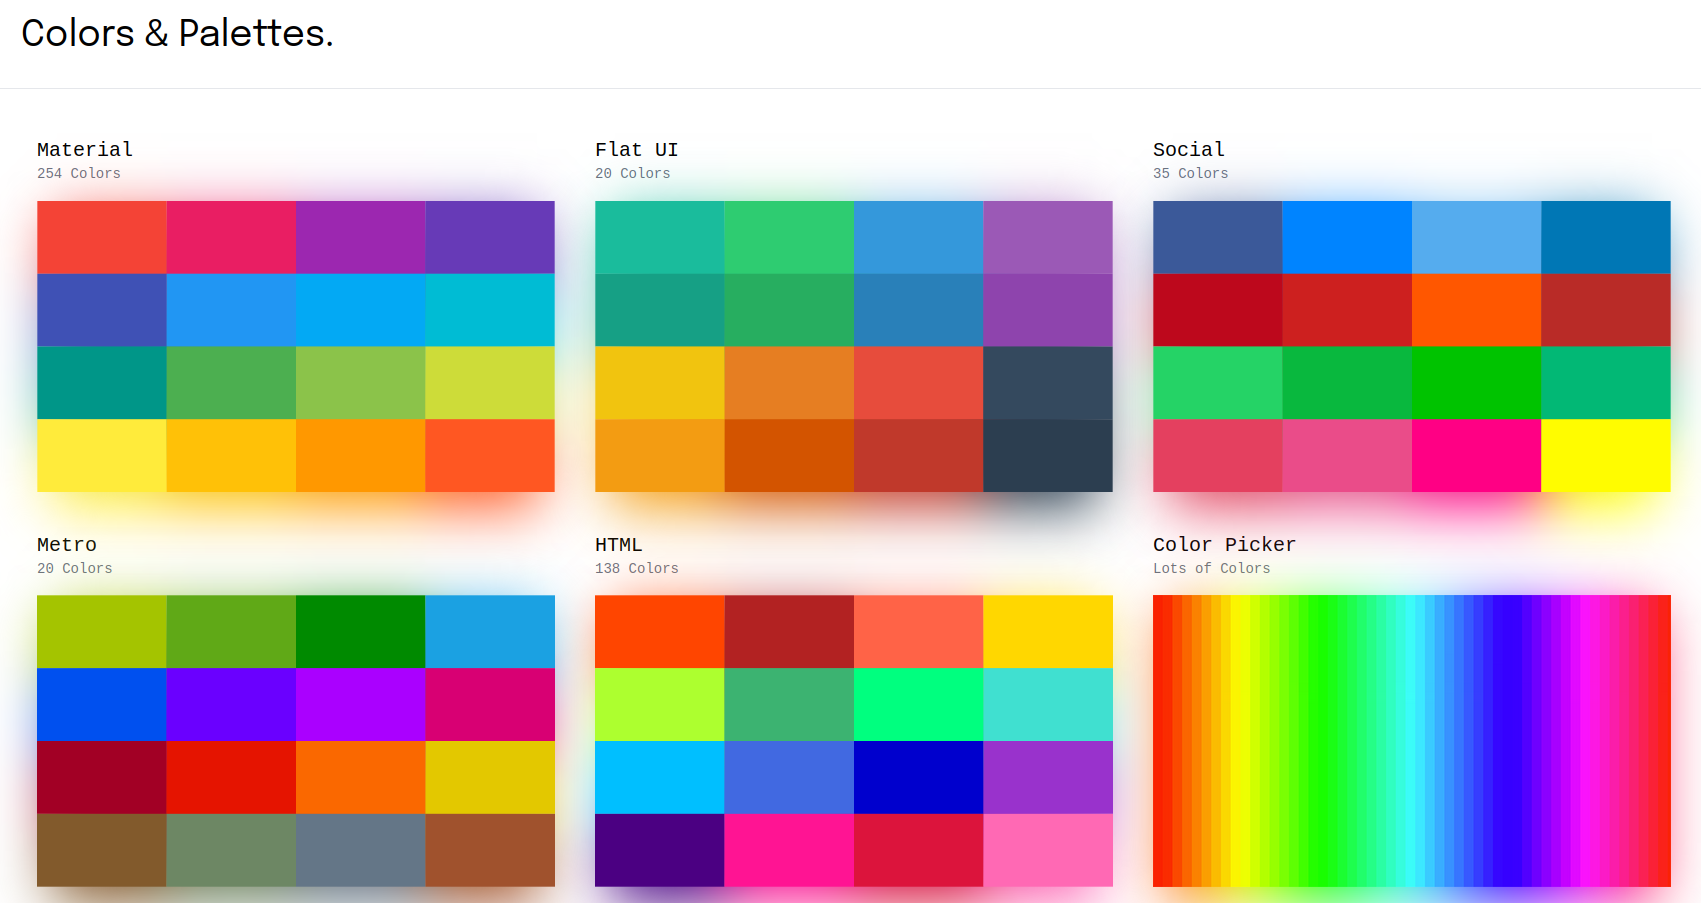 Colors & Palettes.
Material
254 Colors
Flat UI
20 Colors
Social
35 Colors
Metro
20 Colors
HTML
138 Colors
Color Picker
Lots of Colors